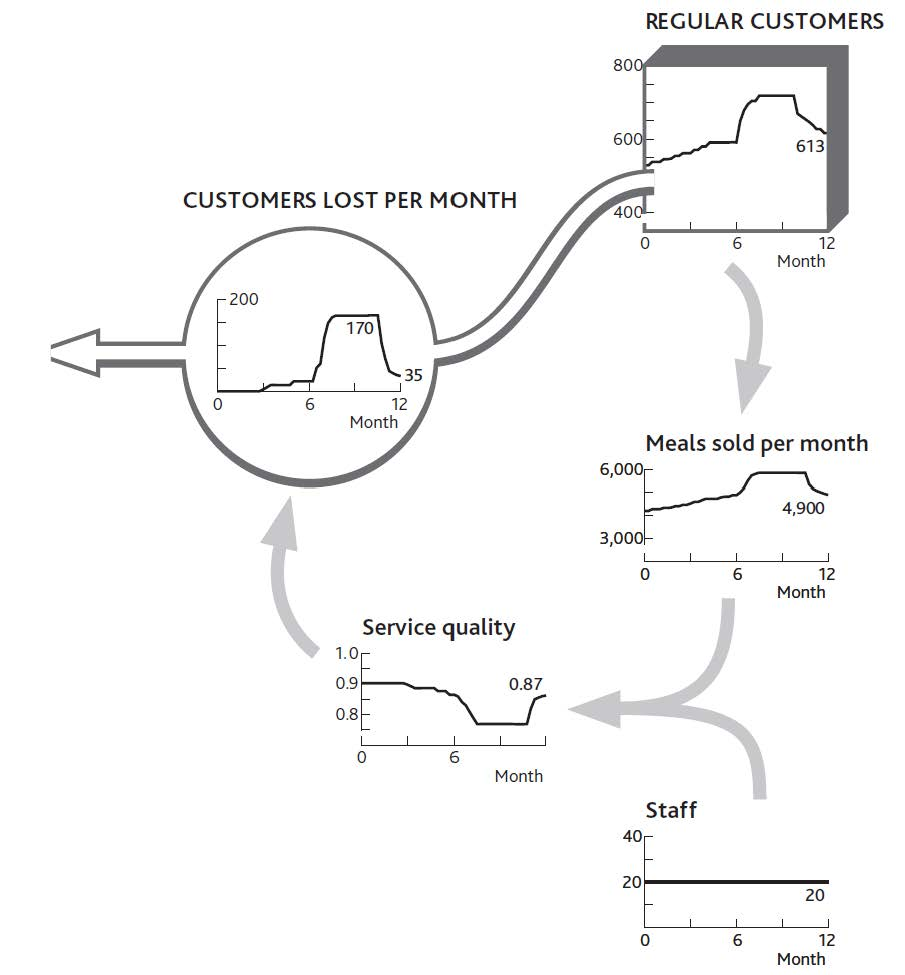 REGULAR CUSTOMERS
800
600
613
400
0 6 12
Month
CUSTOMERS LOST PER MONTH
200
170
35
0 6 12
Month
Meals sold per month
6,000
4,900
3,000
0 6 12
Month
Service quality
1.0
0.9
0.87
0.8
0 6
Month
Staff
40
20
20
0 6 12
Month